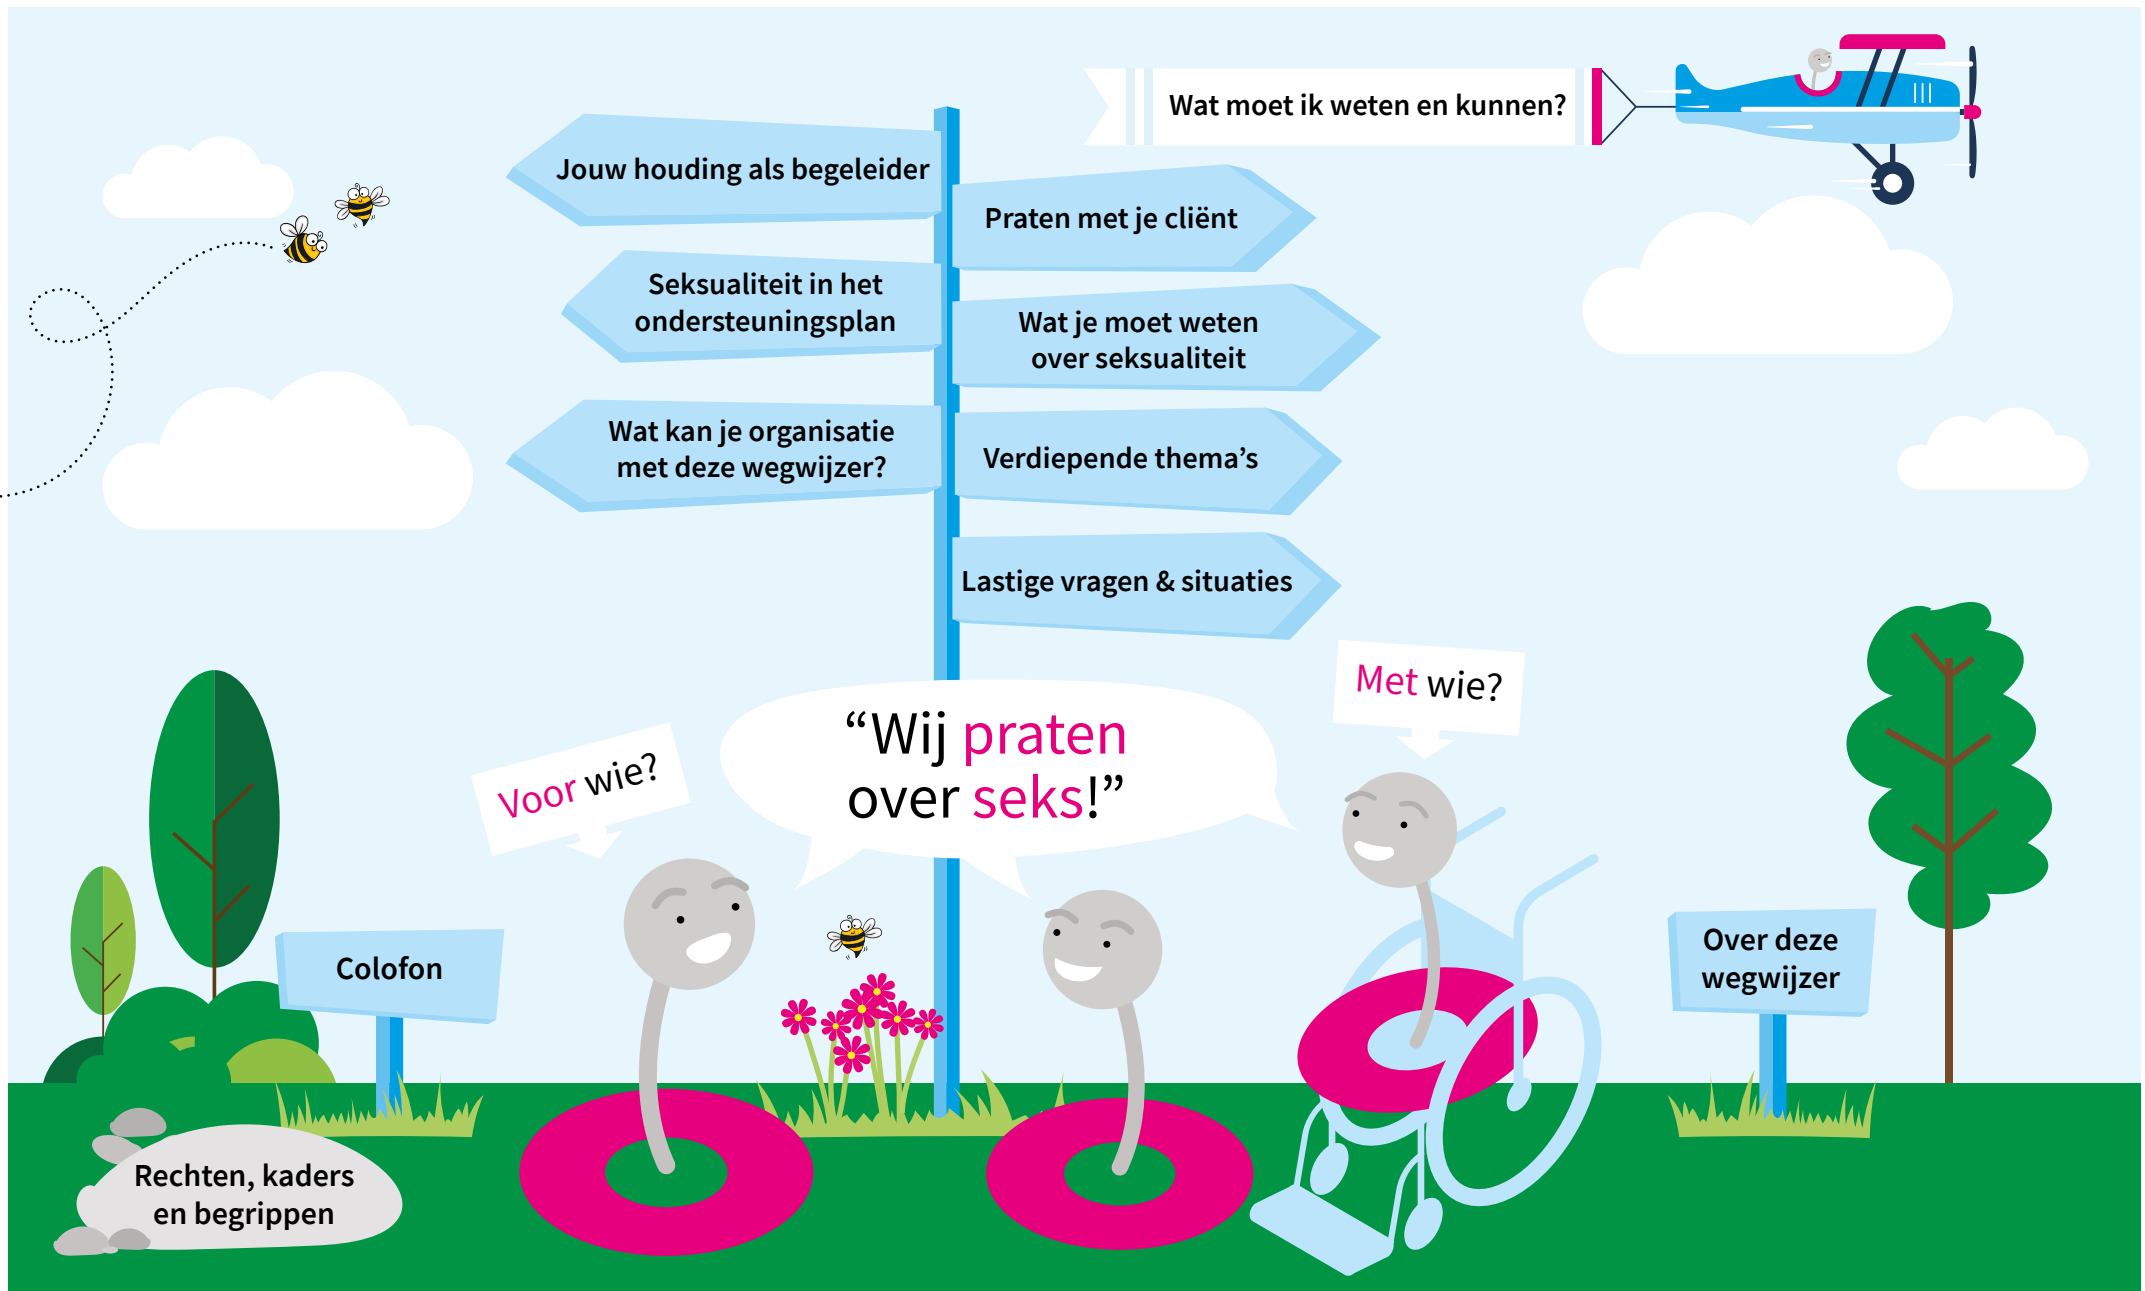 Wat moet ik weten en kunnen?
Jouw houding als begeleider
Praten met je cliënt
Seksualiteit in het
ondersteuningsplan
Wat je moet weten
over seksualiteit
Wat kan je organisatie
met deze wegwijzer?
Verdiepende thema’s
Lastige vragen & situaties
Met wie?
“Wij praten
over seks!”
Voor wie?
Colofon
Over deze
wegwijzer
Rechten, kaders
en begrippen